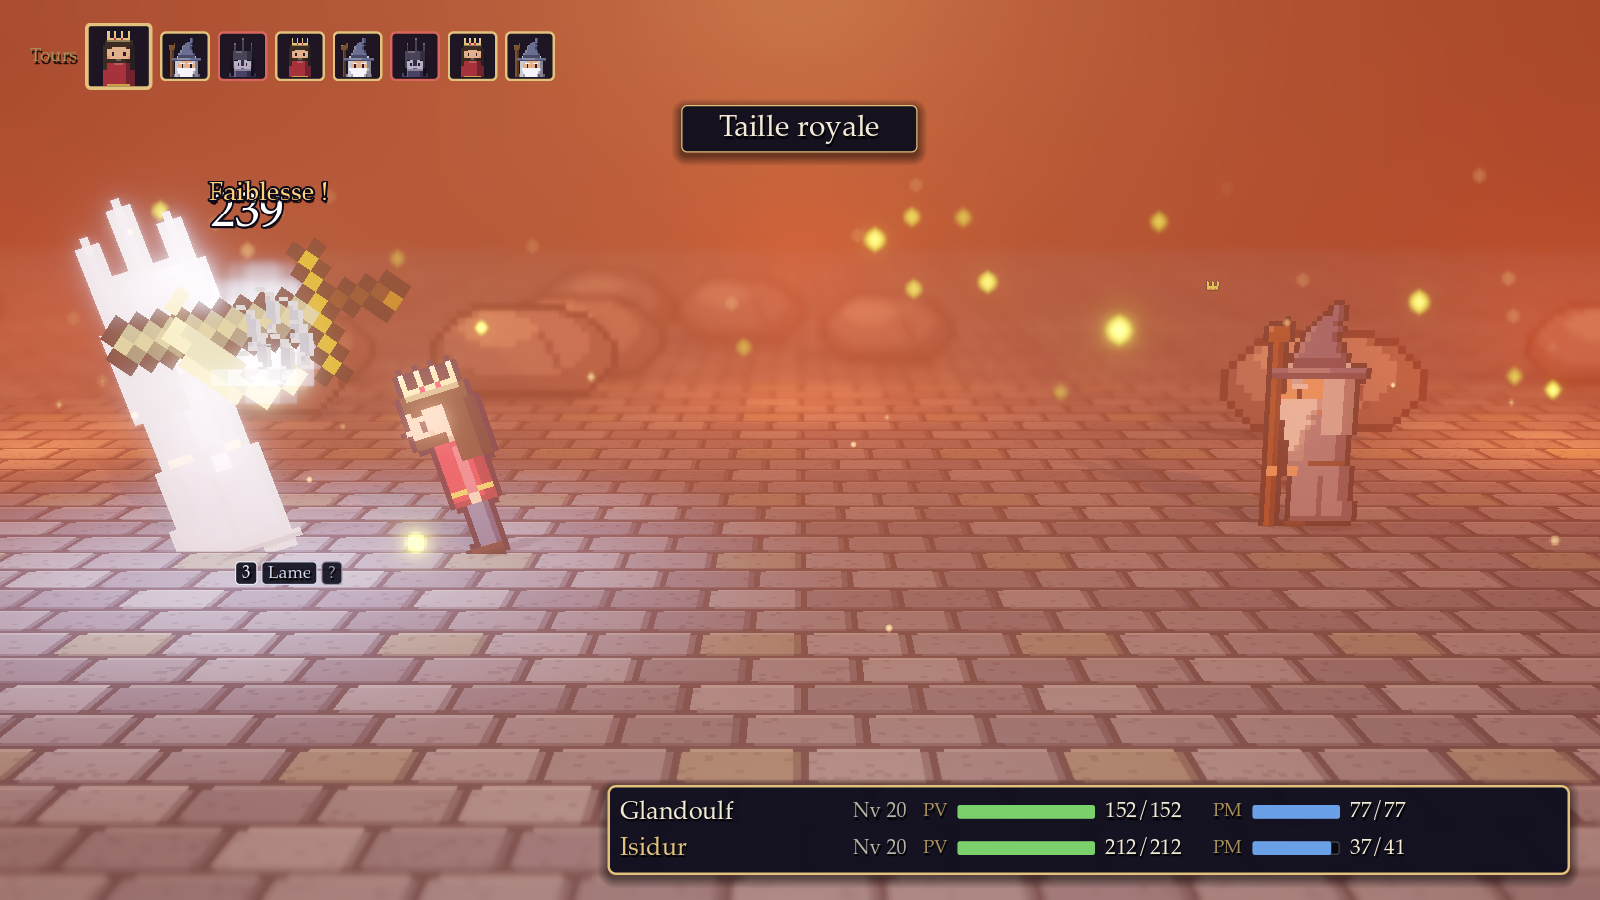 Tours
Taille royale
Faiblesse !
239
3 Lame ?
Glandoulf Nv 20 PV 152/152 PM 77/77
Isidur Nv 20 PV 212/212 PM 37/41